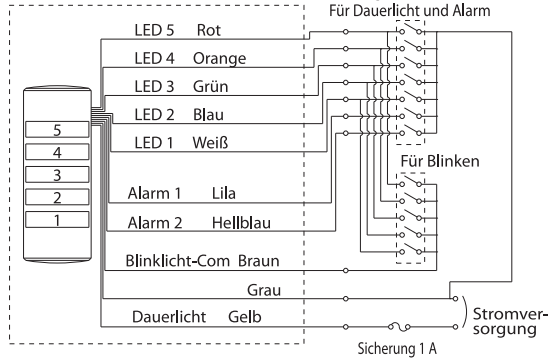 Für Dauerlicht und Alarm
LED 5 Rot
LED 4 Orange
LED 3 Grün
LED 2 Blau
LED 1 Weiß
5
4
3
2
1
Für Blinken
Alarm 1 Lila
Alarm 2 Hellblau
Blinklicht-Com Braun
Grau
Dauerlicht Gelb
Stromver-
sorgung
Sicherung 1 A